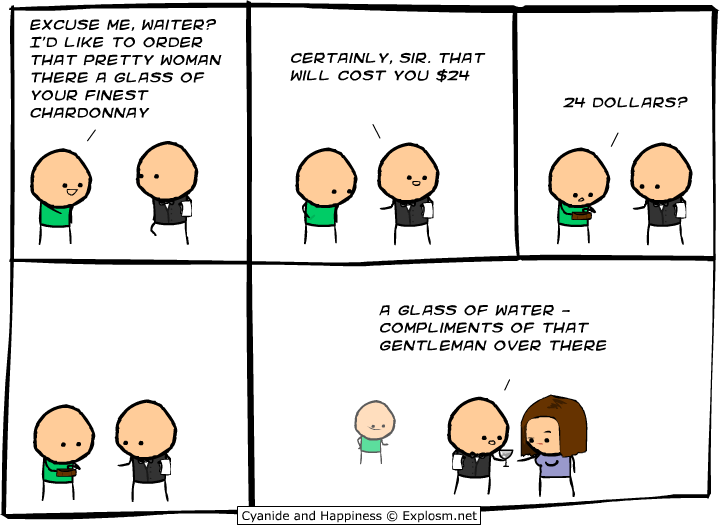 EXCUSE ME, WAITER?
I'D LIKE TO ORDER
THAT PRETTY WOMAN
THERE A GLASS OF
YOUR FINEST
CHARDONNAY
CERTAINLY, SIR. THAT
WILL COST YOU $24
24 DOLLARS?
A GLASS OF WATER –
COMPLIMENTS OF THAT
GENTLEMAN OVER THERE
Cyanide and Happiness © Explosm.net